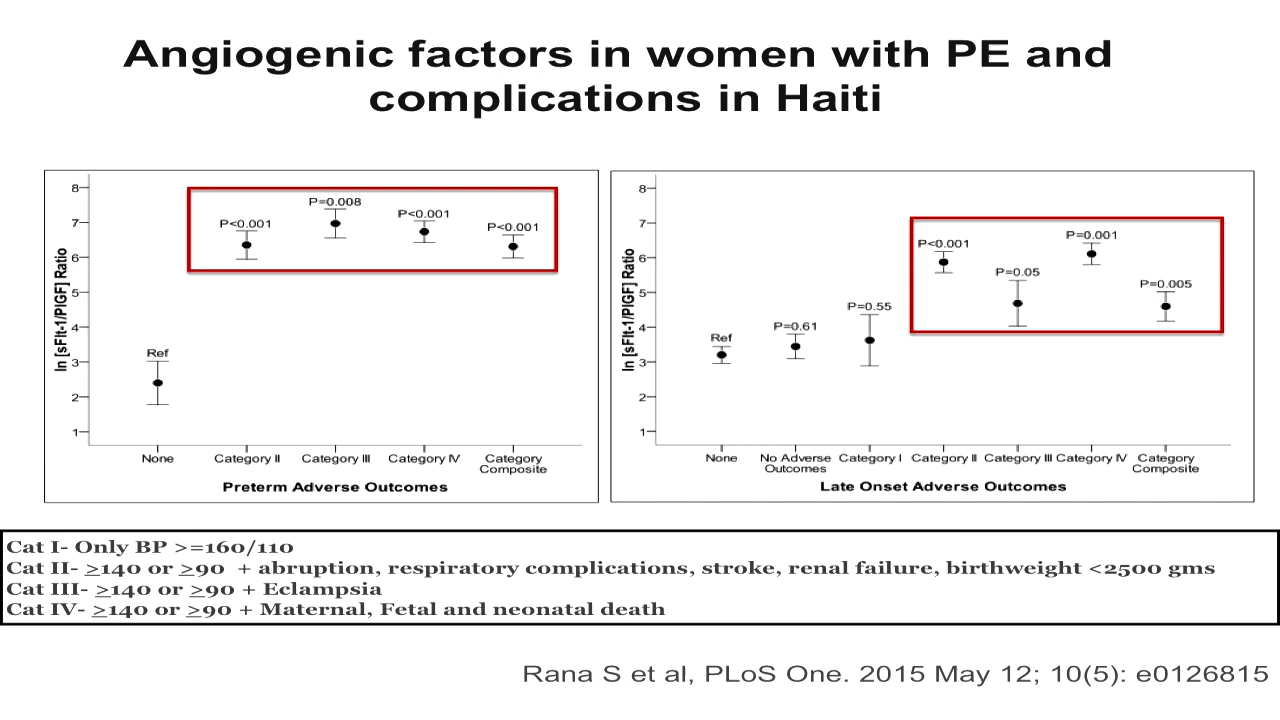 Angiogenic factors in women with PE and
complications in Haiti
ln [sFlt-1/PlGF] Ratio
8
7
6
5
4
3
2
1
Ref
P<0.001
P=0.008
P<0.001
P<0.001
None
Category II
Category III
Category IV
Category
Composite
Preterm Adverse Outcomes
ln [sFlt-1/PlGF] Ratio
8
7
6
5
4
3
2
1
Ref
P=0.61
P=0.55
P<0.001
P=0.05
P=0.001
P=0.005
None
No Adverse
Outcomes
Category I
Category II
Category III
Category IV
Category
Composite
Late Onset Adverse Outcomes
Cat I- Only BP >=160/110
Cat II- ≥140 or ≥90 + abruption, respiratory complications, stroke, renal failure, birthweight <2500 gms
Cat III- ≥140 or ≥90 + Eclampsia
Cat IV- ≥140 or ≥90 + Maternal, Fetal and neonatal death
Rana S et al, PLoS One. 2015 May 12; 10(5): e0126815